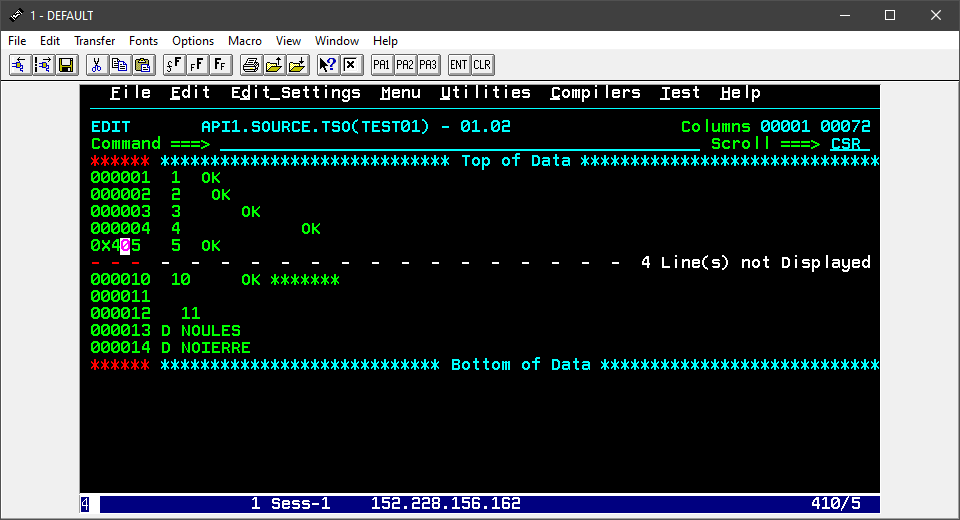 1 - DEFAULT
File Edit Transfer Fonts Options Macro View Window Help
PA1 PA2 PA3 ENT CLR
File Edit Edit_Settings Menu Utilities Compilers Test Help
EDIT API1.SOURCE.TSO(TEST01) - 01.02 Columns 00001 00072
Command ===> Scroll ===> CSR
****** ***************************** Top of Data ******************************
000001 1 OK
000002 2 OK
000003 3 OK
000004 4 OK
0X405 5 OK
- - - - - - - - - - - - - - - - - - - 4 Line(s) not Displayed
000010 10 OK *******
000011
000012 11
000013 D NOULES
000014 D NOIERRE
****** **************************** Bottom of Data ****************************
4 1 Sess-1 152.228.156.162 410/5